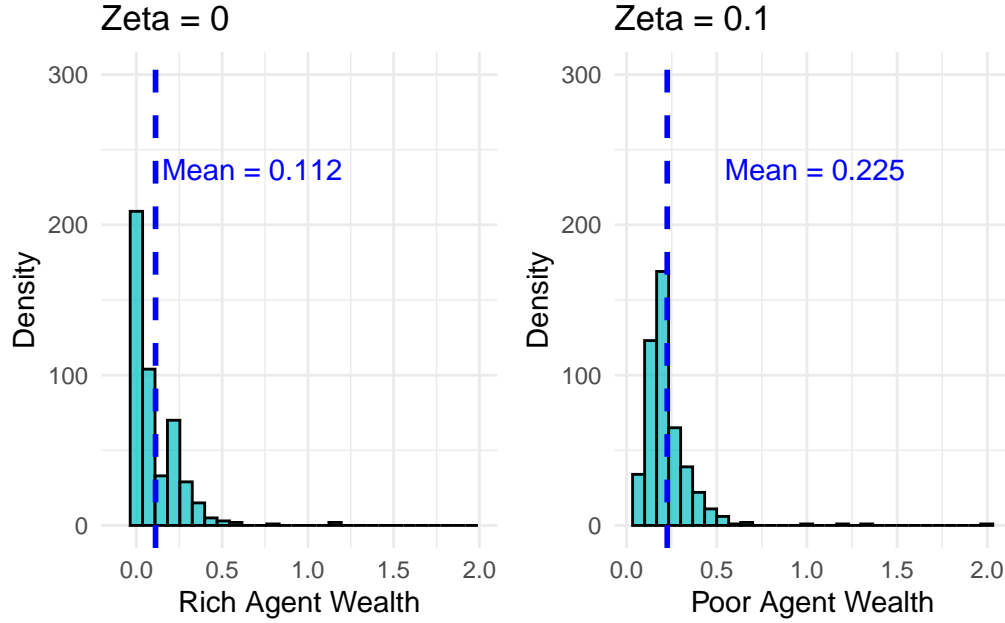 Zeta = 0
300
200
100
0
Density
Mean = 0.112
0.0 0.5 1.0 1.5 2.0
Rich Agent Wealth
Zeta = 0.1
300
200
100
0
Density
Mean = 0.225
0.0 0.5 1.0 1.5 2.0
Poor Agent Wealth